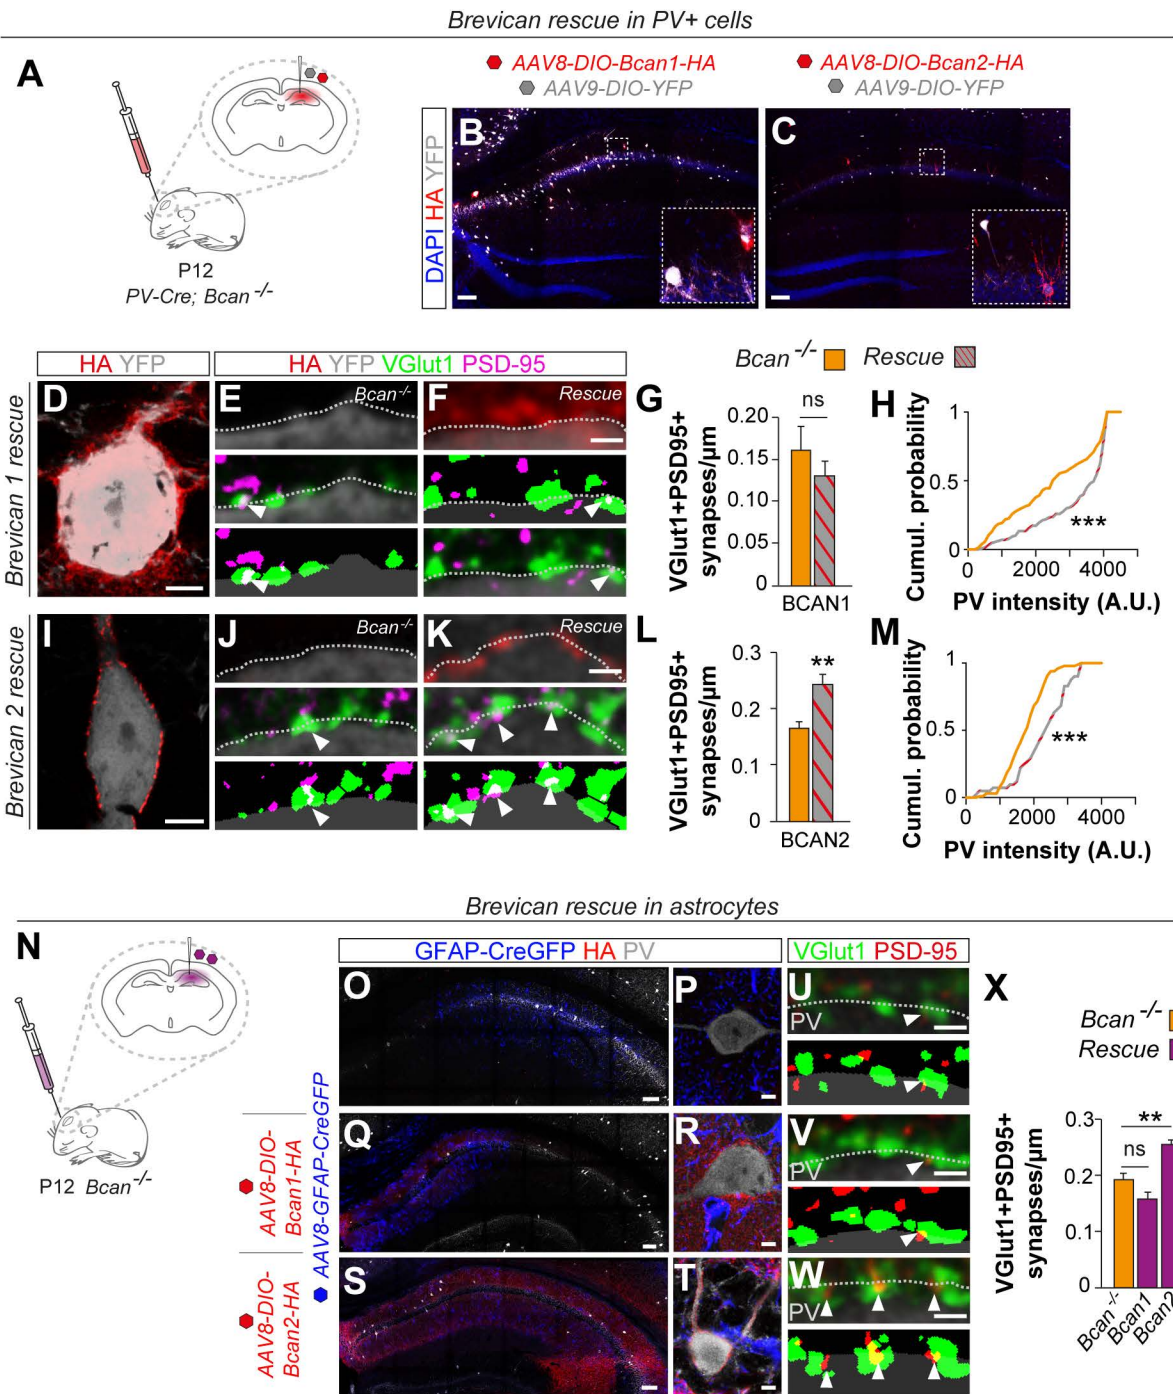 Brevican rescue in PV+ cells
A
P12
PV-Cre; Bcan -/-
AAV8-DIO-Bcan1-HA
AAV9-DIO-YFP
AAV8-DIO-Bcan2-HA
AAV9-DIO-YFP
DAPI HA YFP
B
C
HA YFP
HA YFP VGlut1 PSD-95
Bcan -/-
Rescue
Brevican 1 rescue
D
E
Bcan-/-
F
Rescue
G
VGlut1+PSD95+
synapses/µm
0.20
0.15
0.10
0.05
0
ns
BCAN1
H
Cumul. probability
1
0.5
0
***
0
2000
4000
PV intensity (A.U.)
Brevican 2 rescue
I
J
Bcan-/-
K
Rescue
L
VGlut1+PSD95+
synapses/µm
0.3
0.2
0.1
0
**
BCAN2
M
Cumul. probability
1
0.5
0
***
0
2000
4000
PV intensity (A.U.)
Brevican rescue in astrocytes
N
P12 Bcan-/-
GFAP-CreGFP HA PV
VGlut1 PSD-95
AAV8-GFAP-CreGFP
AAV8-DIO-
Bcan1-HA
AAV8-DIO-
Bcan2-HA
O
P
Q
R
S
T
U
PV
V
PV
W
PV
X
Bcan -/-
Rescue
VGlut1+PSD95+
synapses/µm
0.3
0.2
0.1
0
**
ns
Bcan-/-
Bcan1
Bcan2